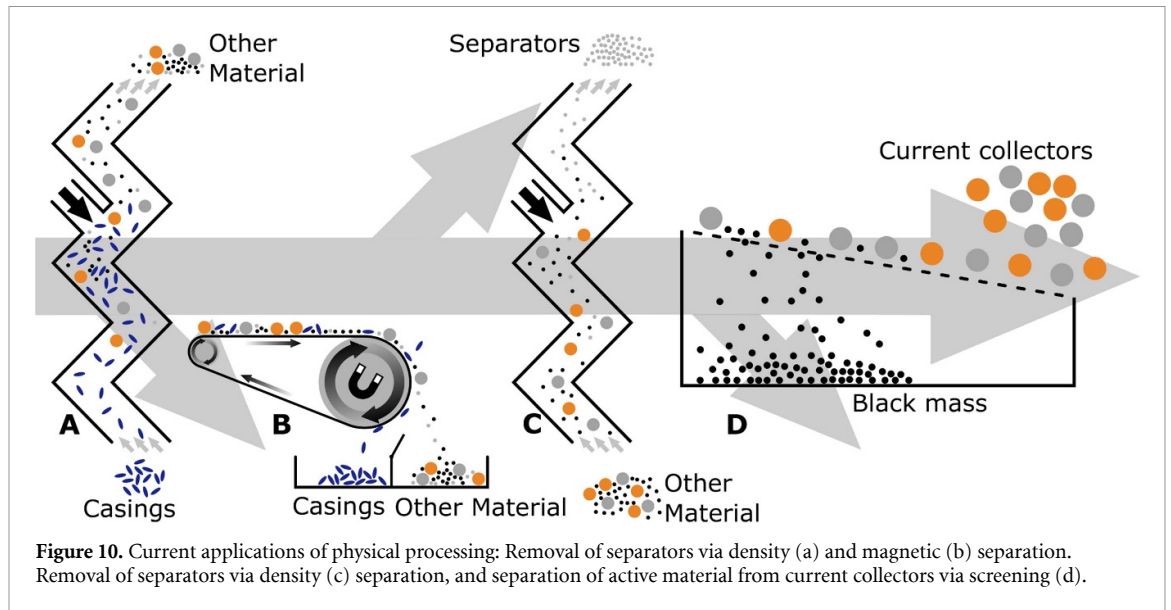 Other
Material
Separators
Current collectors
A
B
C
D
Black mass
Casings
Casings
Other Material
Other
Material
Figure 10. Current applications of physical processing: Removal of separators via density (a) and magnetic (b) separation.
Removal of separators via density (c) separation, and separation of active material from current collectors via screening (d).